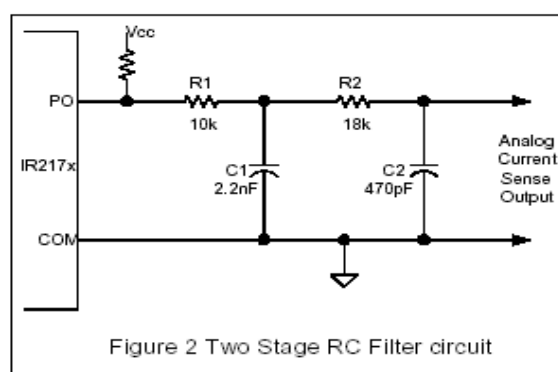 Vcc
PO
R1
10k
R2
18k
IR217x
C1
2.2nF
C2
470pF
Analog
Current
Sense
Output
COM
Figure 2 Two Stage RC Filter circuit